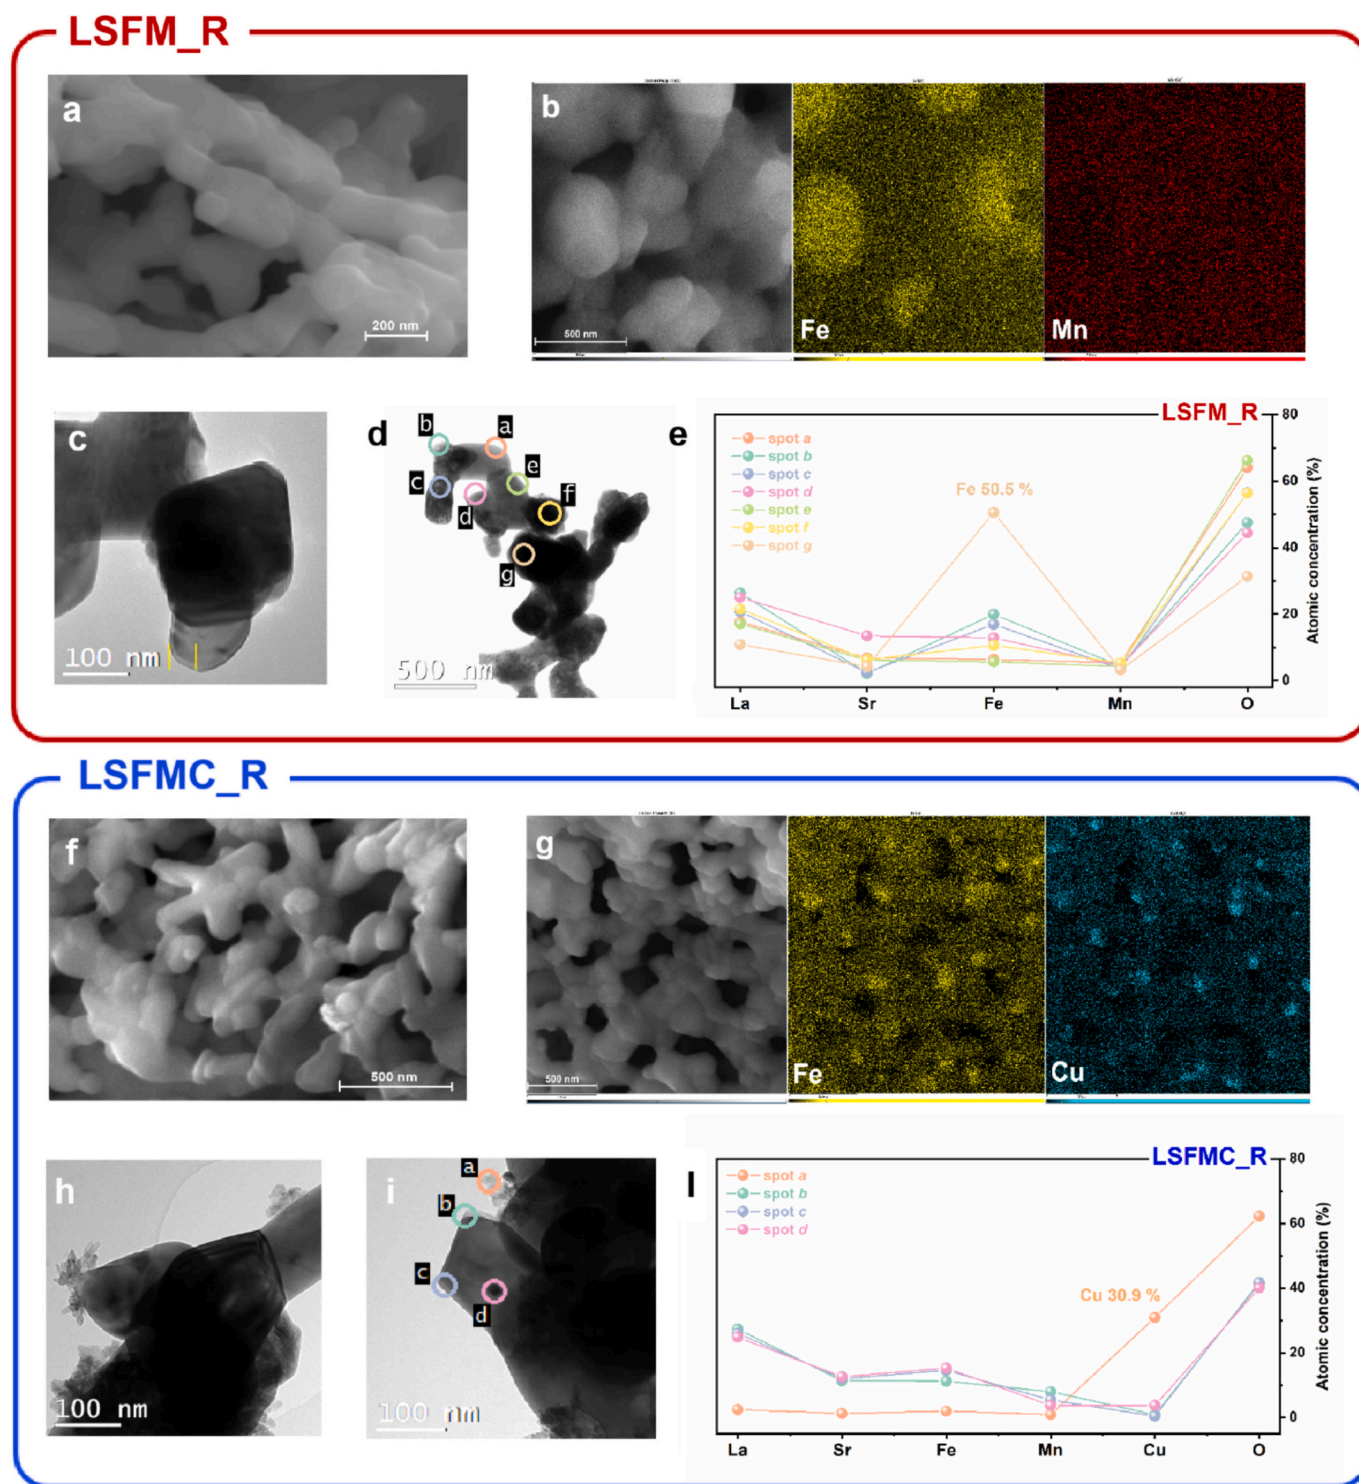 LSFM_R
a
200 nm
b
500 nm
Fe
Mn
c
100 nm
d
b
a
c
e
d
f
g
500 nm
e
LSFM_R
spot a
spot b
spot c
spot d
spot e
spot f
spot g
Fe 50.5 %
80
60
40
20
0
Atomic concentration (%)
La
Sr
Fe
Mn
O
LSFMC_R
f
500 nm
g
500 nm
Fe
Cu
h
100 nm
i
a
b
c
d
100 nm
l
LSFMC_R
spot a
spot b
spot c
spot d
Cu 30.9 %
80
60
40
20
0
Atomic concentration (%)
La
Sr
Fe
Mn
Cu
O